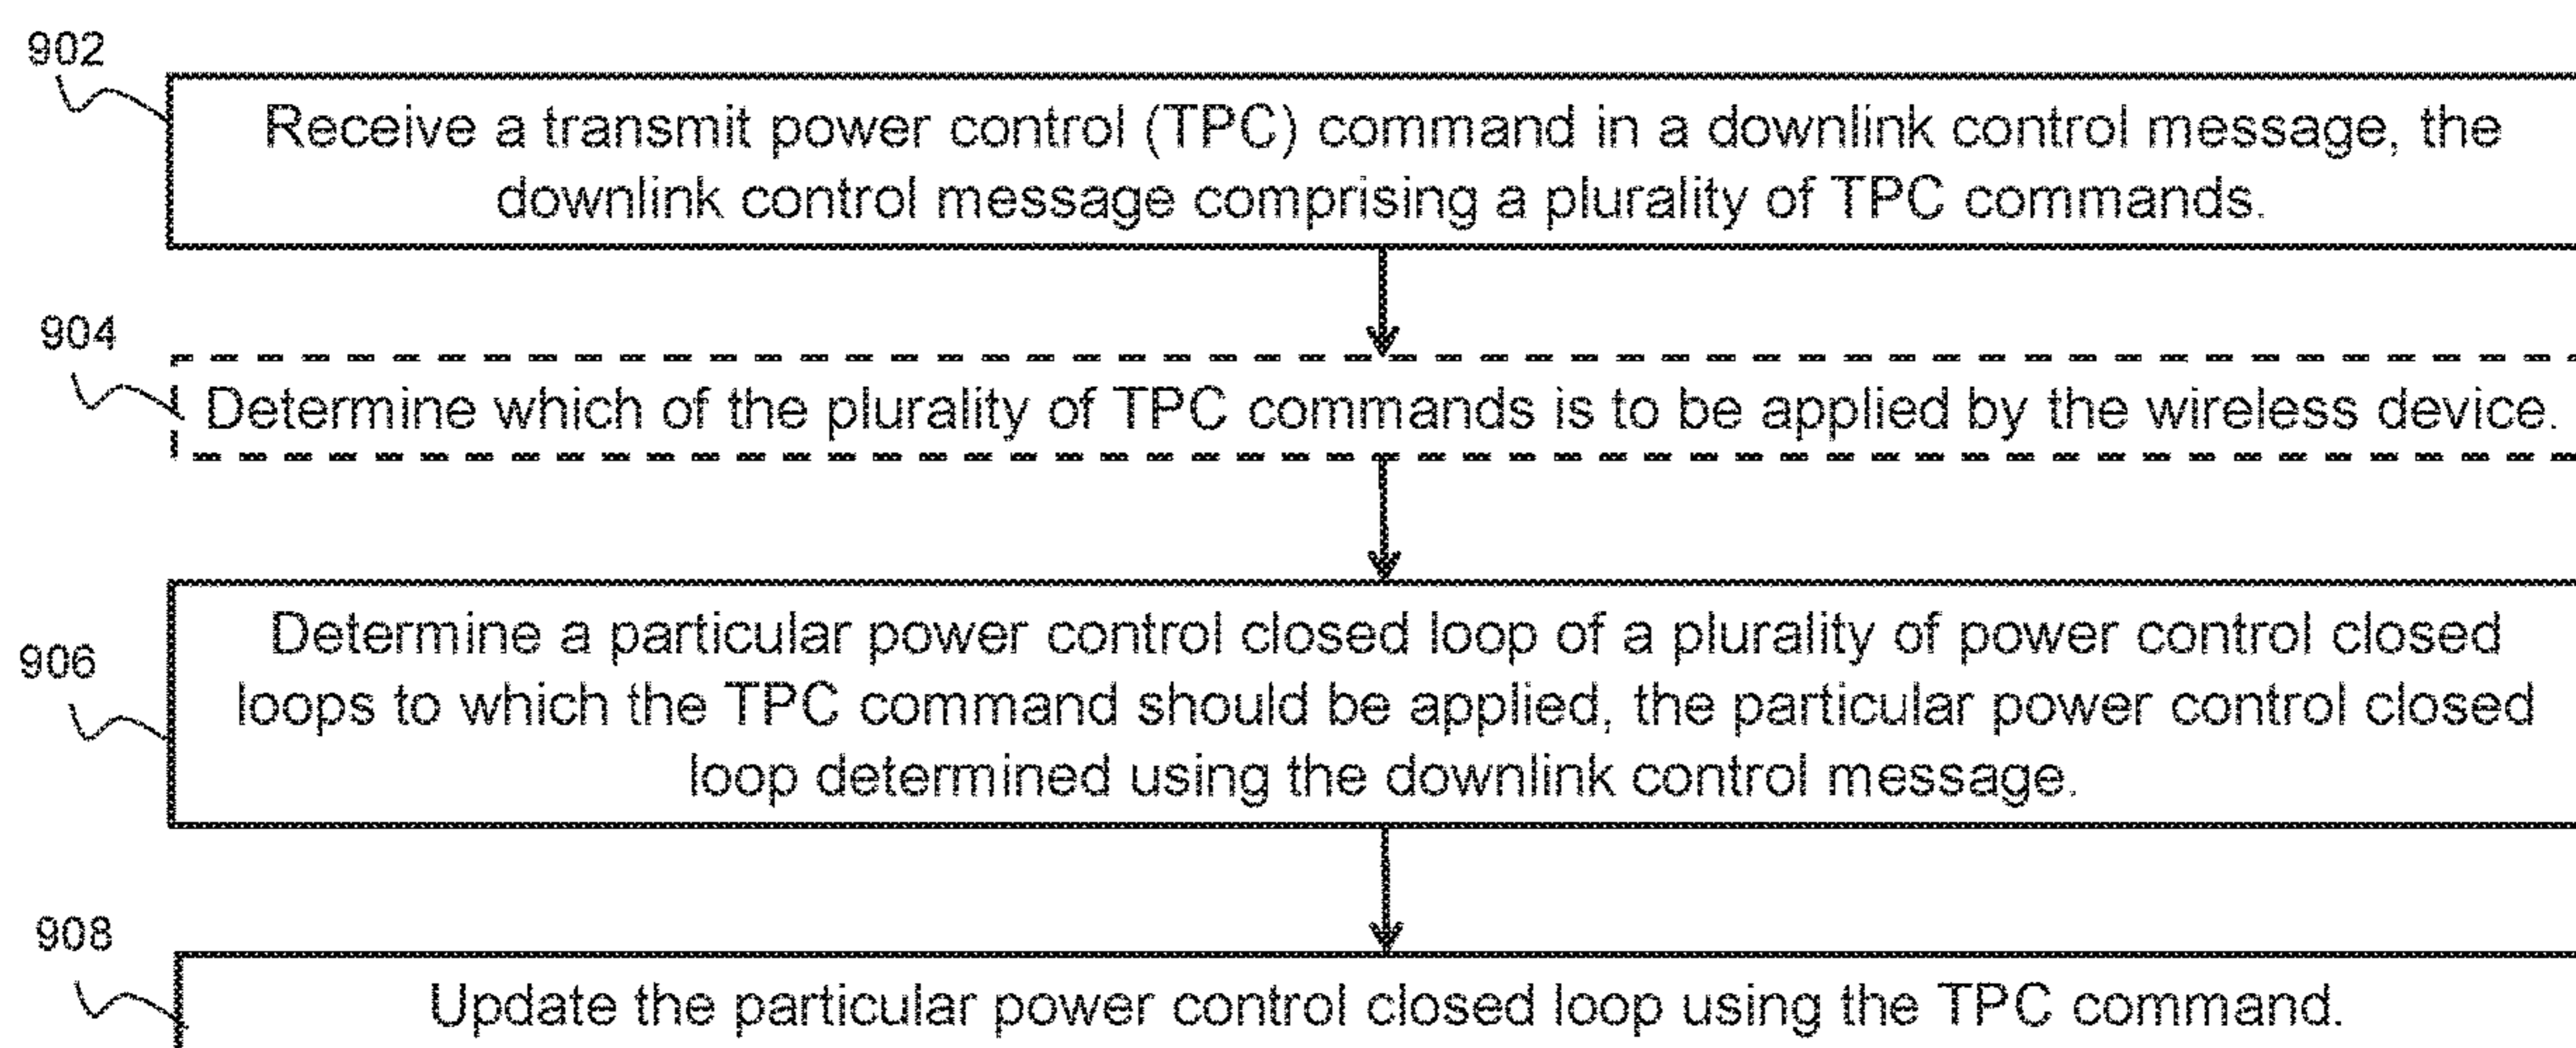 902
Receive a transmit power control (TPC) command in a downlink control message, the
downlink control message comprising a plurality of TPC commands.
904
Determine which of the plurality of TPC commands is to be applied by the wireless device.
906
Determine a particular power control closed loop of a plurality of power control closed
loops to which the TPC command should be applied, the particular power control closed
loop determined using the downlink control message.
908
Update the particular power control closed loop using the TPC command.